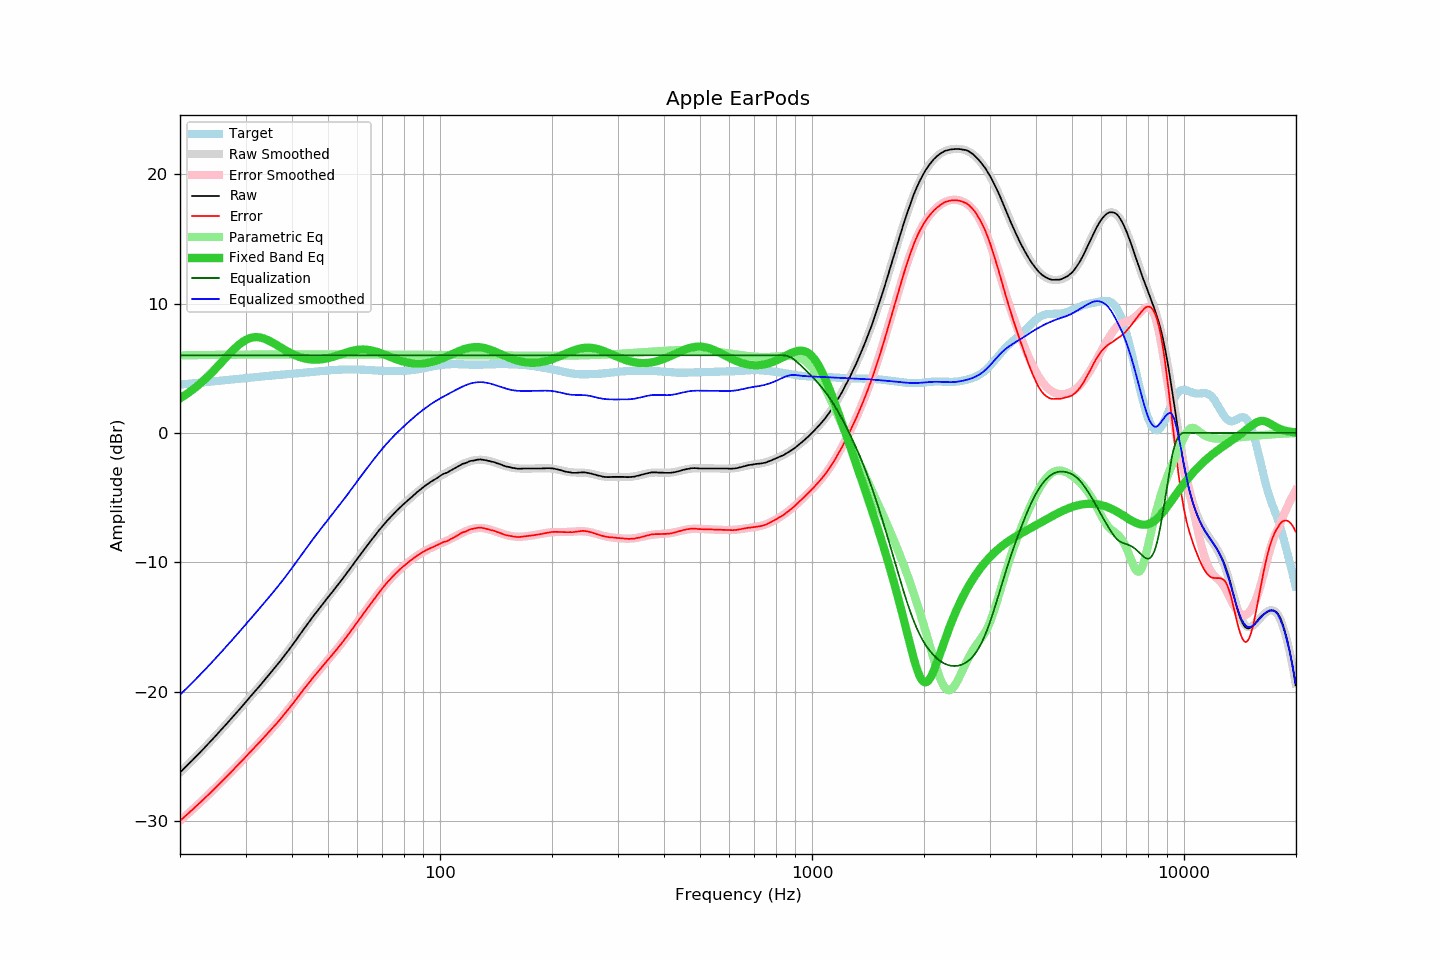 Apple EarPods
Target
Raw Smoothed
Error Smoothed
Raw
Error
Parametric Eq
Fixed Band Eq
Equalization
Equalized smoothed
20
10
0
−10
−20
−30
Amplitude (dBr)
100
1000
10000
Frequency (Hz)